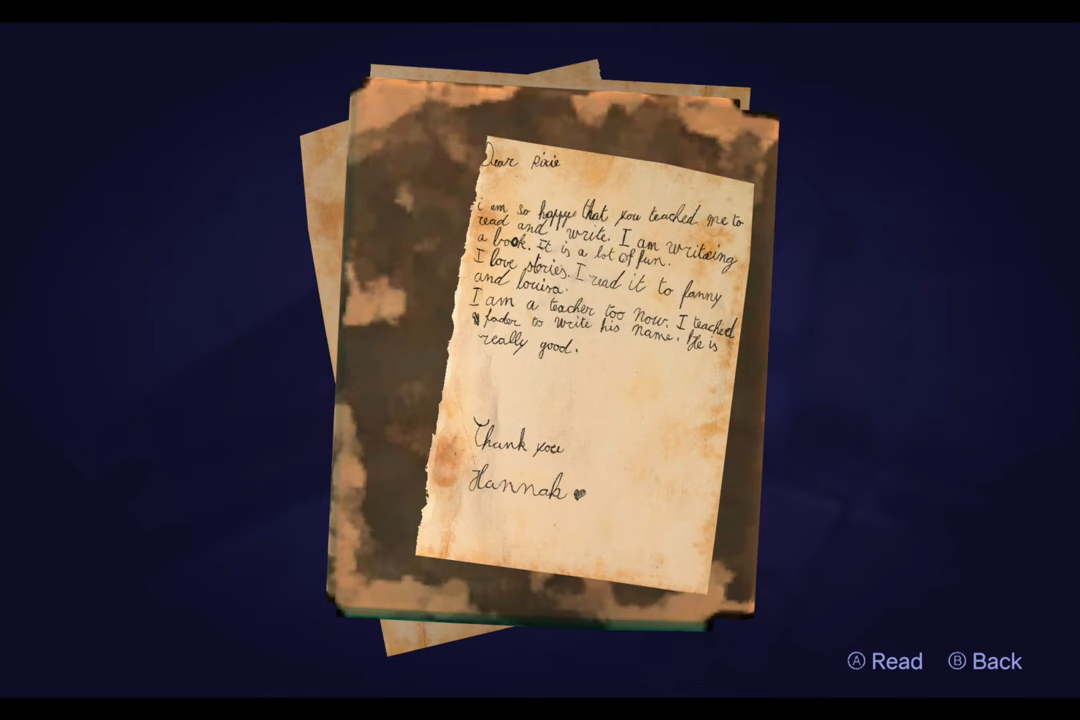 Dear Pixie
i am so happy that you teached me to
read and write. I am writeing
a book. It is a lot of fun.
I love stories. I read it to fanny
and louisa.
I am a teacher too now. I teached
fader to write his name. He is
really good.
Thank you
Hannah ♥
Ⓐ Read Ⓑ Back